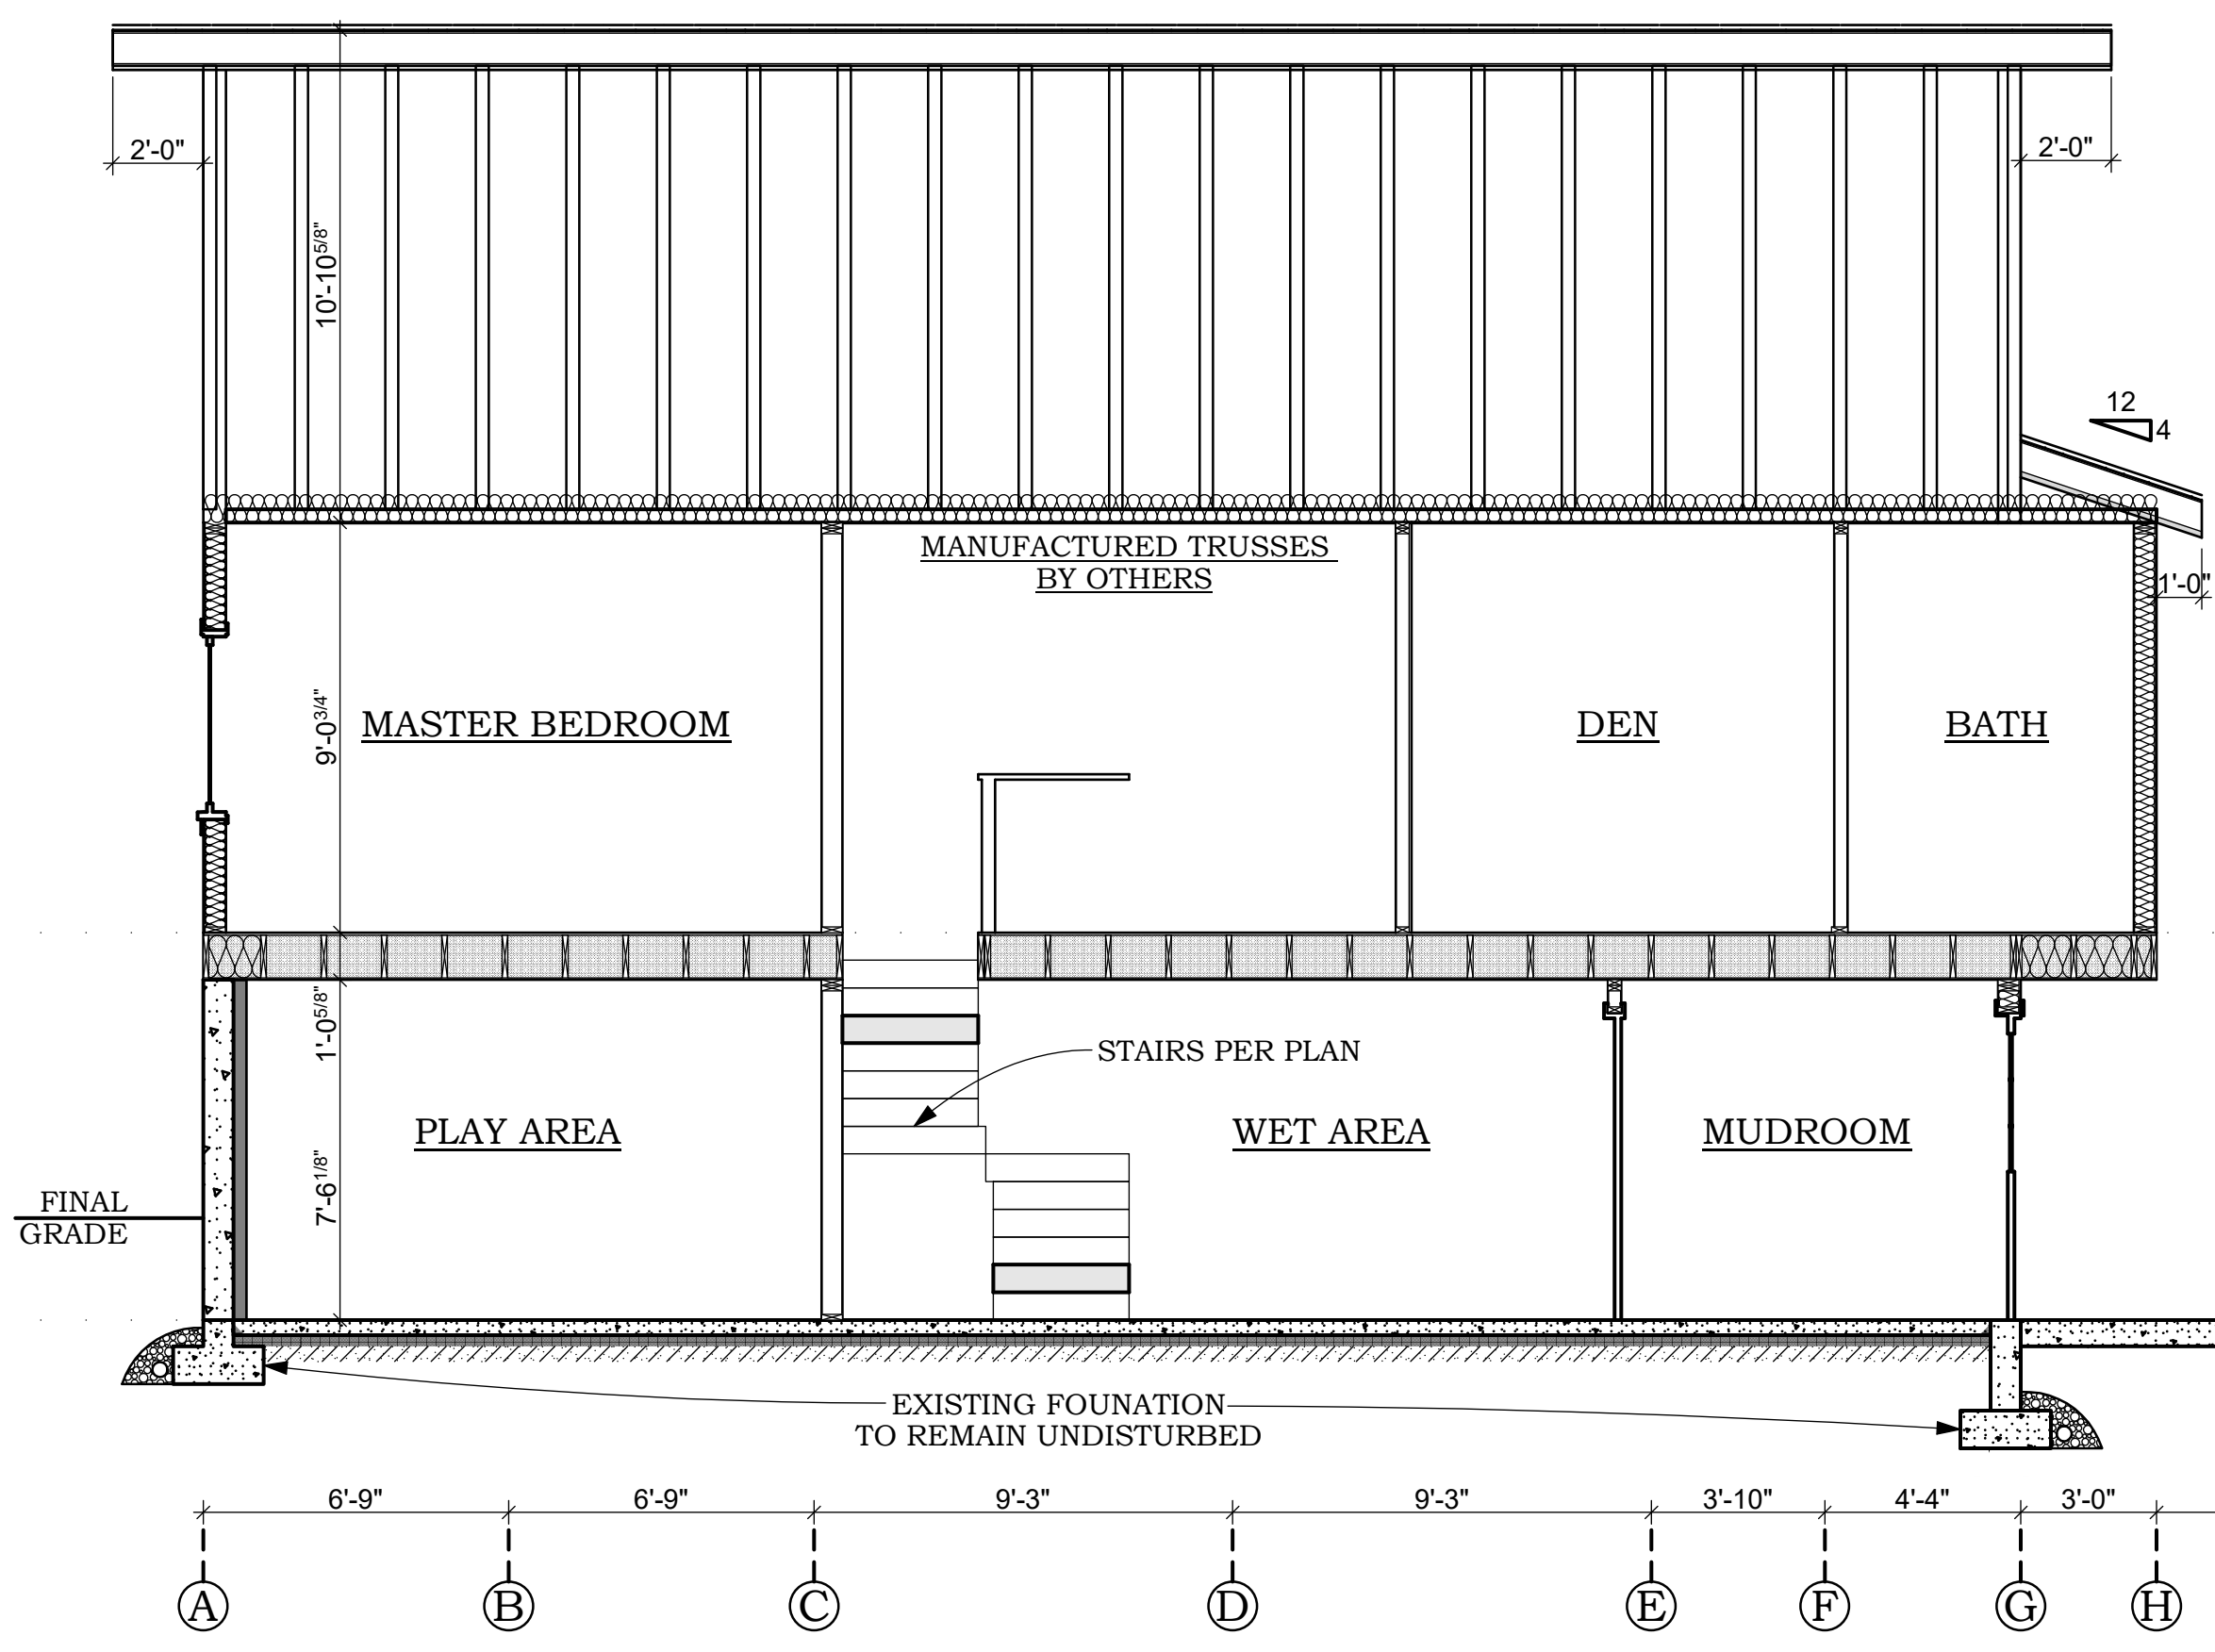 2'-0"
2'-0"
10'-10 5/8"
12
4
MANUFACTURED TRUSSES
BY OTHERS
1'-0"
9'-0 3/4"
MASTER BEDROOM
DEN
BATH
1'-0 5/8"
STAIRS PER PLAN
PLAY AREA
WET AREA
MUDROOM
7'-6 1/8"
FINAL
GRADE
EXISTING FOUNATION
TO REMAIN UNDISTURBED
6'-9" 6'-9" 9'-3" 9'-3" 3'-10" 4'-4" 3'-0"
A B C D E F G H